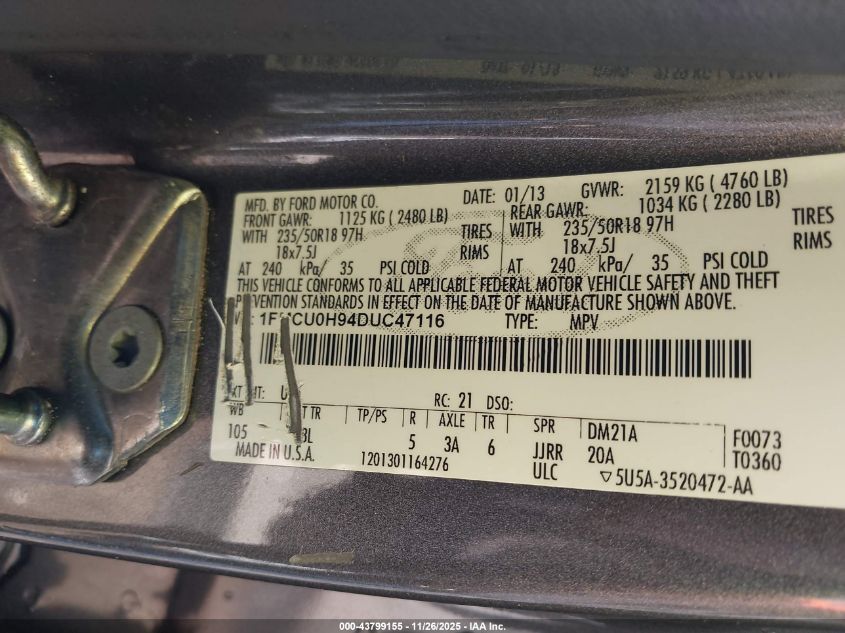 MFD. BY FORD MOTOR CO.
DATE: 01/13
GVWR: 2159 KG ( 4760 LB)
FRONT GAWR: 1125 KG ( 2480 LB)
REAR GAWR: 1034 KG ( 2280 LB)
WITH 235/50R18 97H TIRES
WITH 235/50R18 97H TIRES
18x7.5J RIMS
18x7.5J RIMS
AT 240 kPa/ 35 PSI COLD
AT 240 kPa/ 35 PSI COLD
THIS VEHICLE CONFORMS TO ALL APPLICABLE FEDERAL MOTOR VEHICLE SAFETY AND THEFT
PREVENTION STANDARDS IN EFFECT ON THE DATE OF MANUFACTURE SHOWN ABOVE.
CU0H94DUC47116 TYPE: MPV
RC: 21 DSO:
WB TR TP/PS R AXLE TR SPR DM21A F0073
105 5 3A 6 JJRR 20A T0360
MADE IN U.S.A. 1201301164276 ULC ▽5U5A-3520472-AA
000-43799155 | 11/26/2025 | IAA Inc.